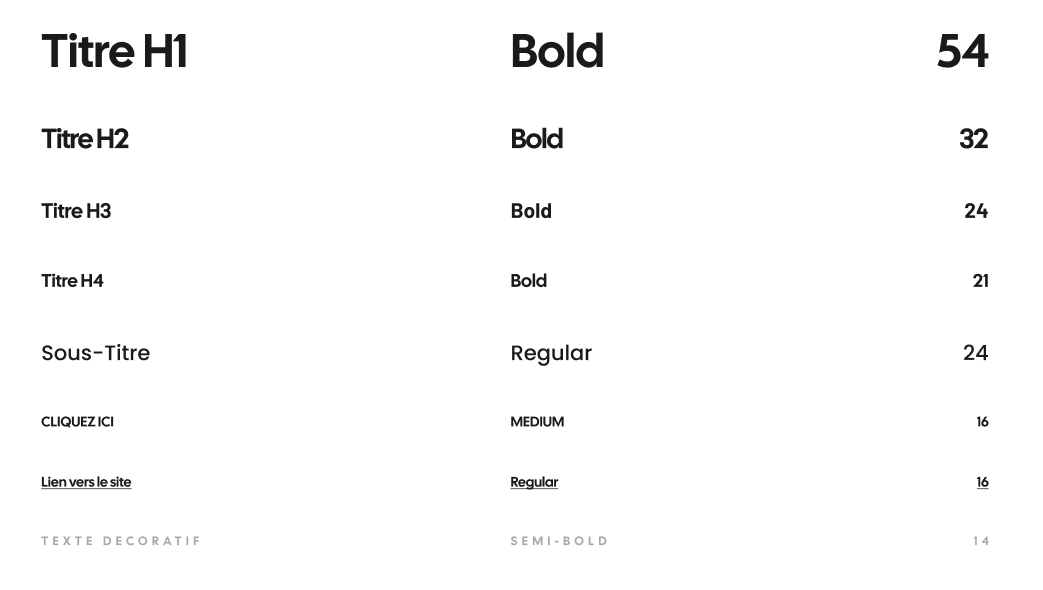 Titre H1 Bold 54
Titre H2 Bold 32
Titre H3 Bold 24
Titre H4 Bold 21
Sous-Titre Regular 24
CLIQUEZ ICI MEDIUM 16
Lien vers le site Regular 16
TEXTE DECORATIF SEMI-BOLD 14